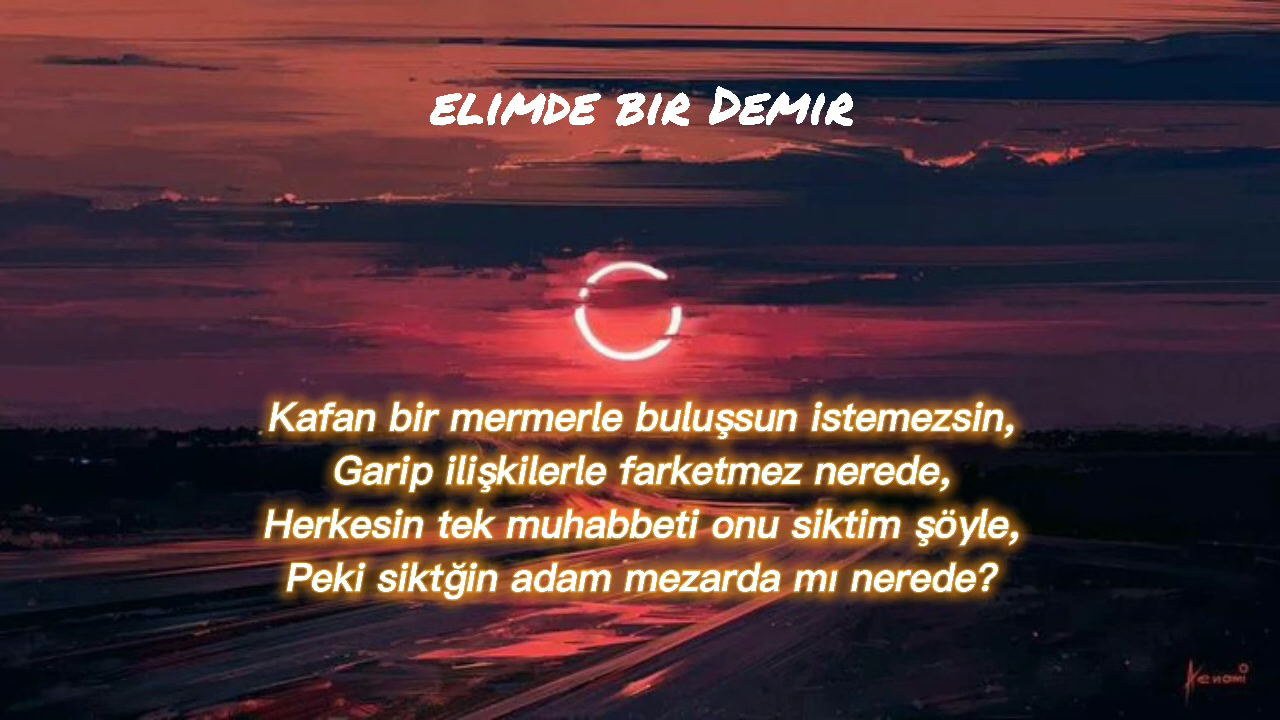 elimde bir Demir
Kafan bir mermerle buluşsun istemezsin,
Garip ilişkilerle farketmez nerede,
Herkesin tek muhabbeti onu siktim şöyle,
Peki siktğin adam mezarda mı nerede?
Aenami